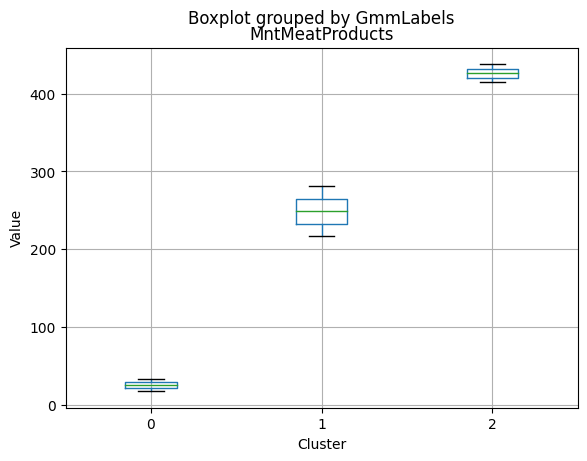 Boxplot grouped by GmmLabels
MntMeatProducts
400
300
200
100
0
Value
0 1 2
Cluster